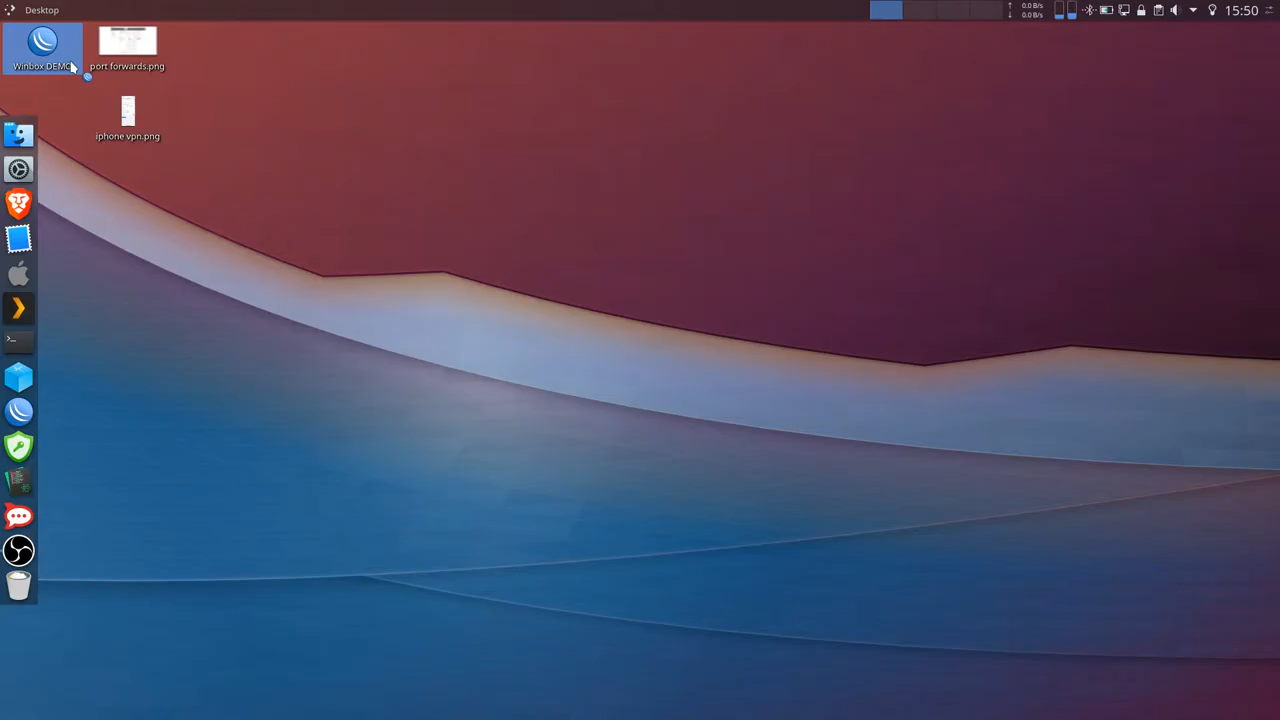 Desktop
0.0 B/s
0.0 B/s
15:50
Winbox DEMO
port forwards.png
iphone vpn.png